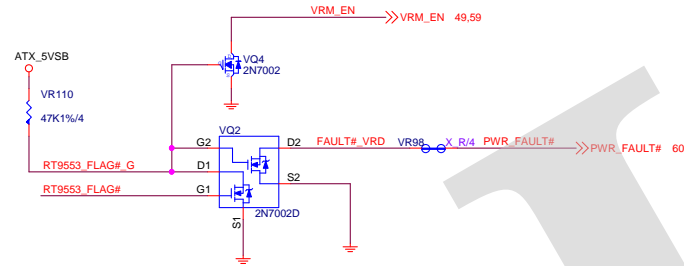 VRM_EN
VRM_EN 49,59
ATX_5VSB
VQ4
2N7002
VR110
47K1%/4
VQ2
G2
D2
FAULT#_VRD
VR98
X_R/4
PWR_FAULT#
PWR_FAULT# 60
RT9553_FLAG#_G
D1
S2
RT9553_FLAG#
G1
2N7002D
S1